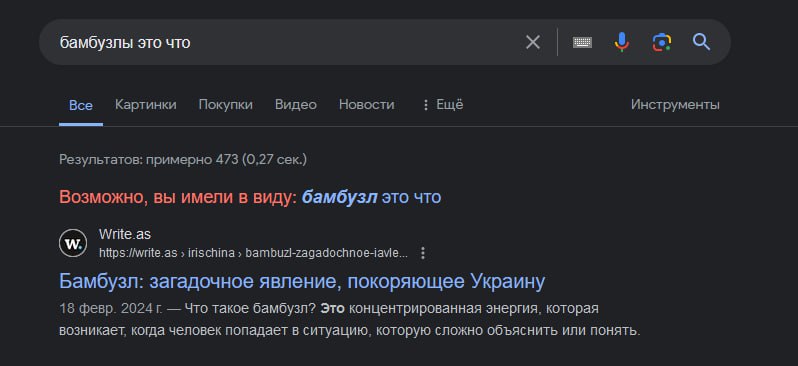 бамбузлы это что
Все Картинки Покупки Видео Новости Ещё Инструменты
Результатов: примерно 473 (0,27 сек.)
Возможно, вы имели в виду: бамбузл это что
w.
Write.as
https://write.as › irischina › bambuzl-zagadochnoe-iavle...
Бамбузл: загадочное явление, покоряющее Украину
18 февр. 2024 г. — Что такое бамбузл? Это концентрированная энергия, которая
возникает, когда человек попадает в ситуацию, которую сложно объяснить или понять.